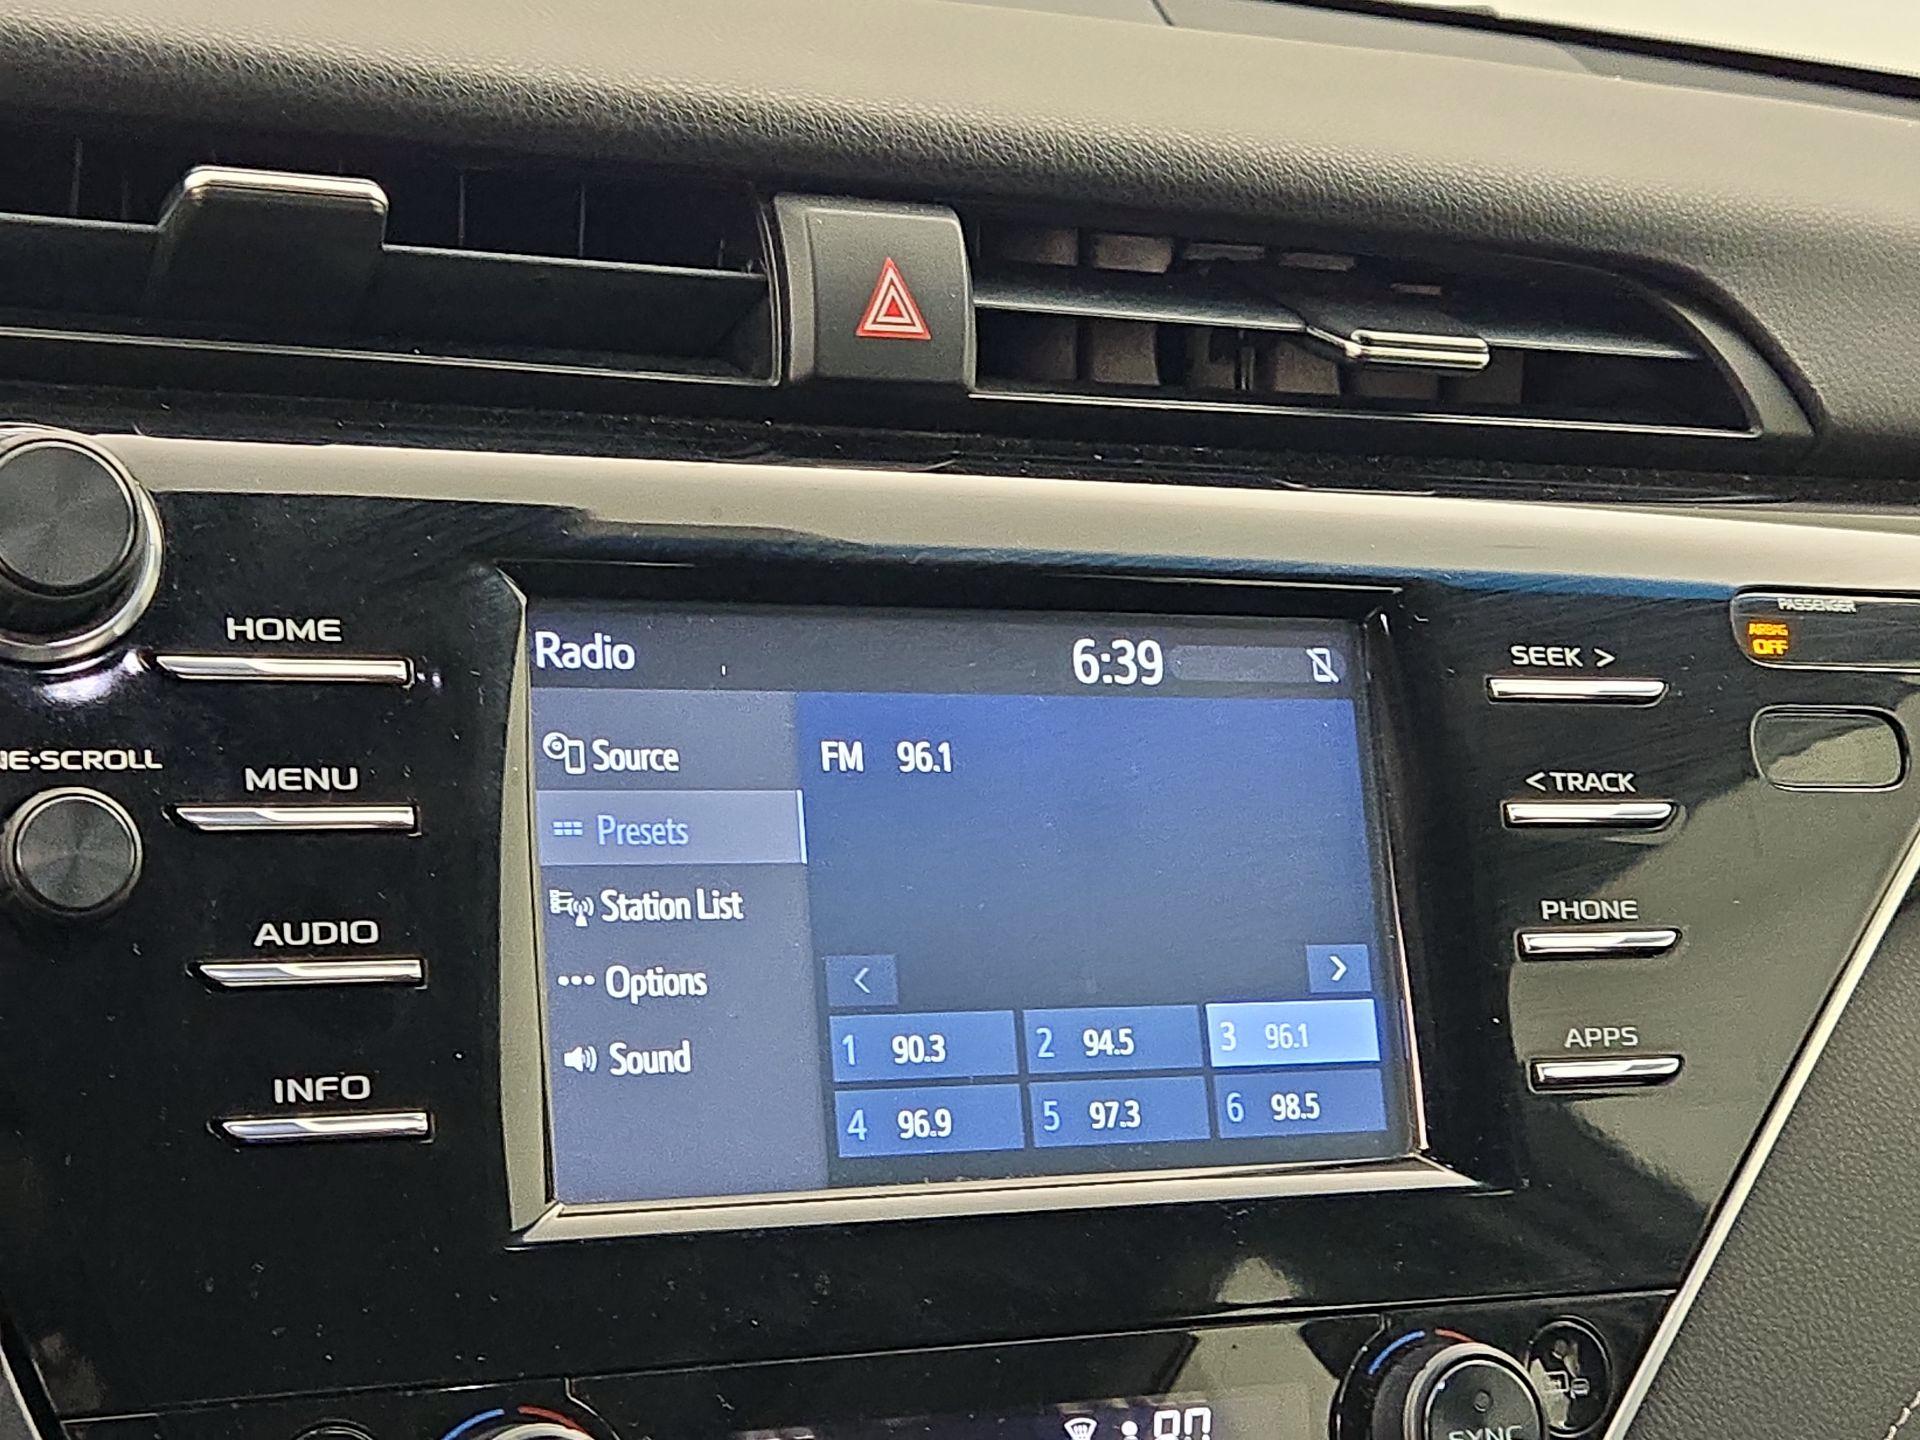 HOME
MENU
AUDIO
INFO
Radio 6:39
Source
Presets
Station List
Options
Sound
FM 96.1
<
>
1 90.3
2 94.5
3 96.1
4 96.9
5 97.3
6 98.5
SEEK >
< TRACK
PHONE
APPS
PASSENGER
AIRBAG
OFF
SYNC